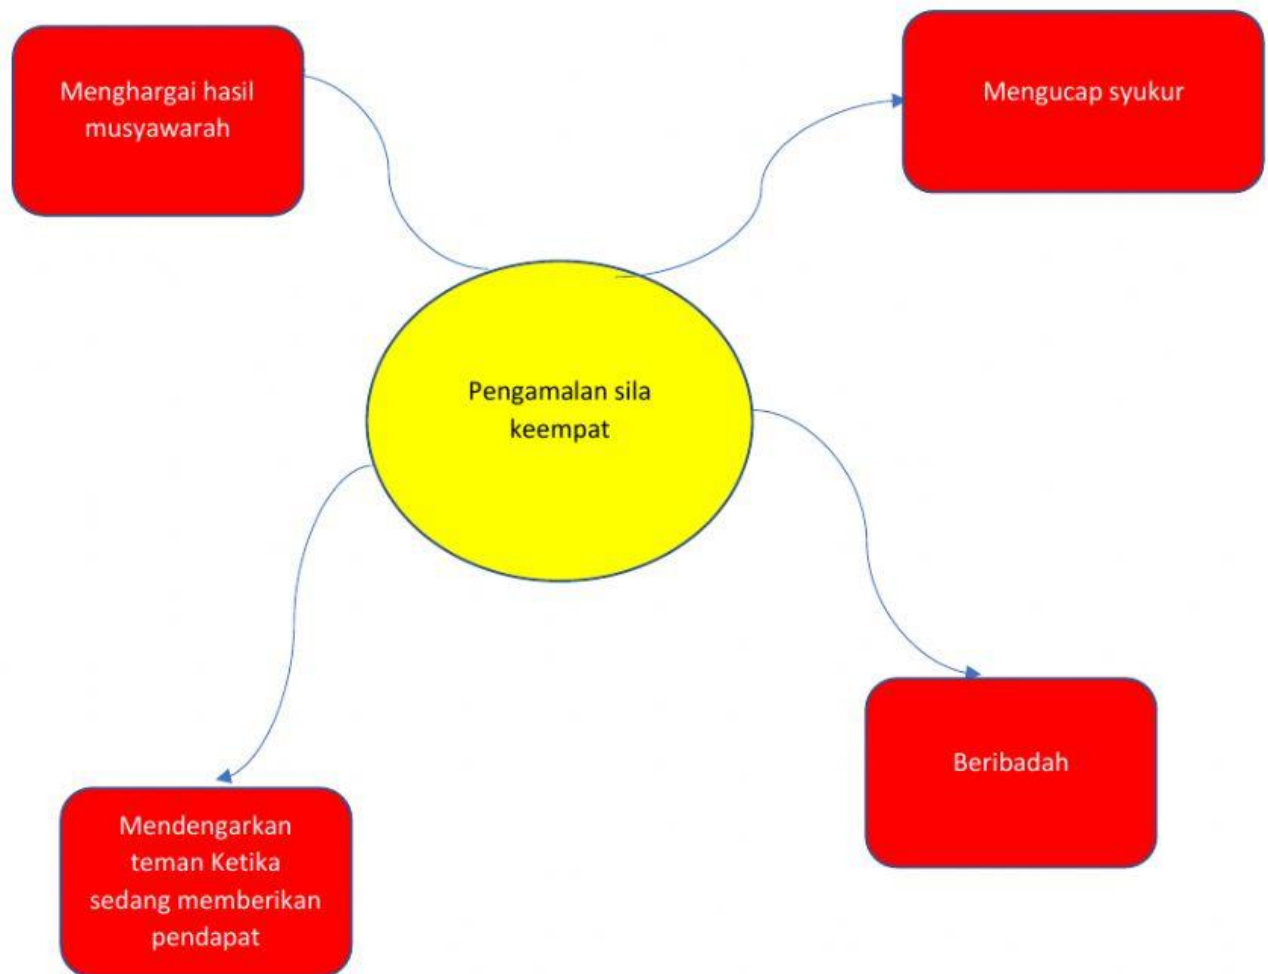 Menghargai hasil
musyawarah
Mengucap syukur
Pengamalan sila
keempat
Beribadah
Mendengarkan
teman Ketika
sedang memberikan
pendapat